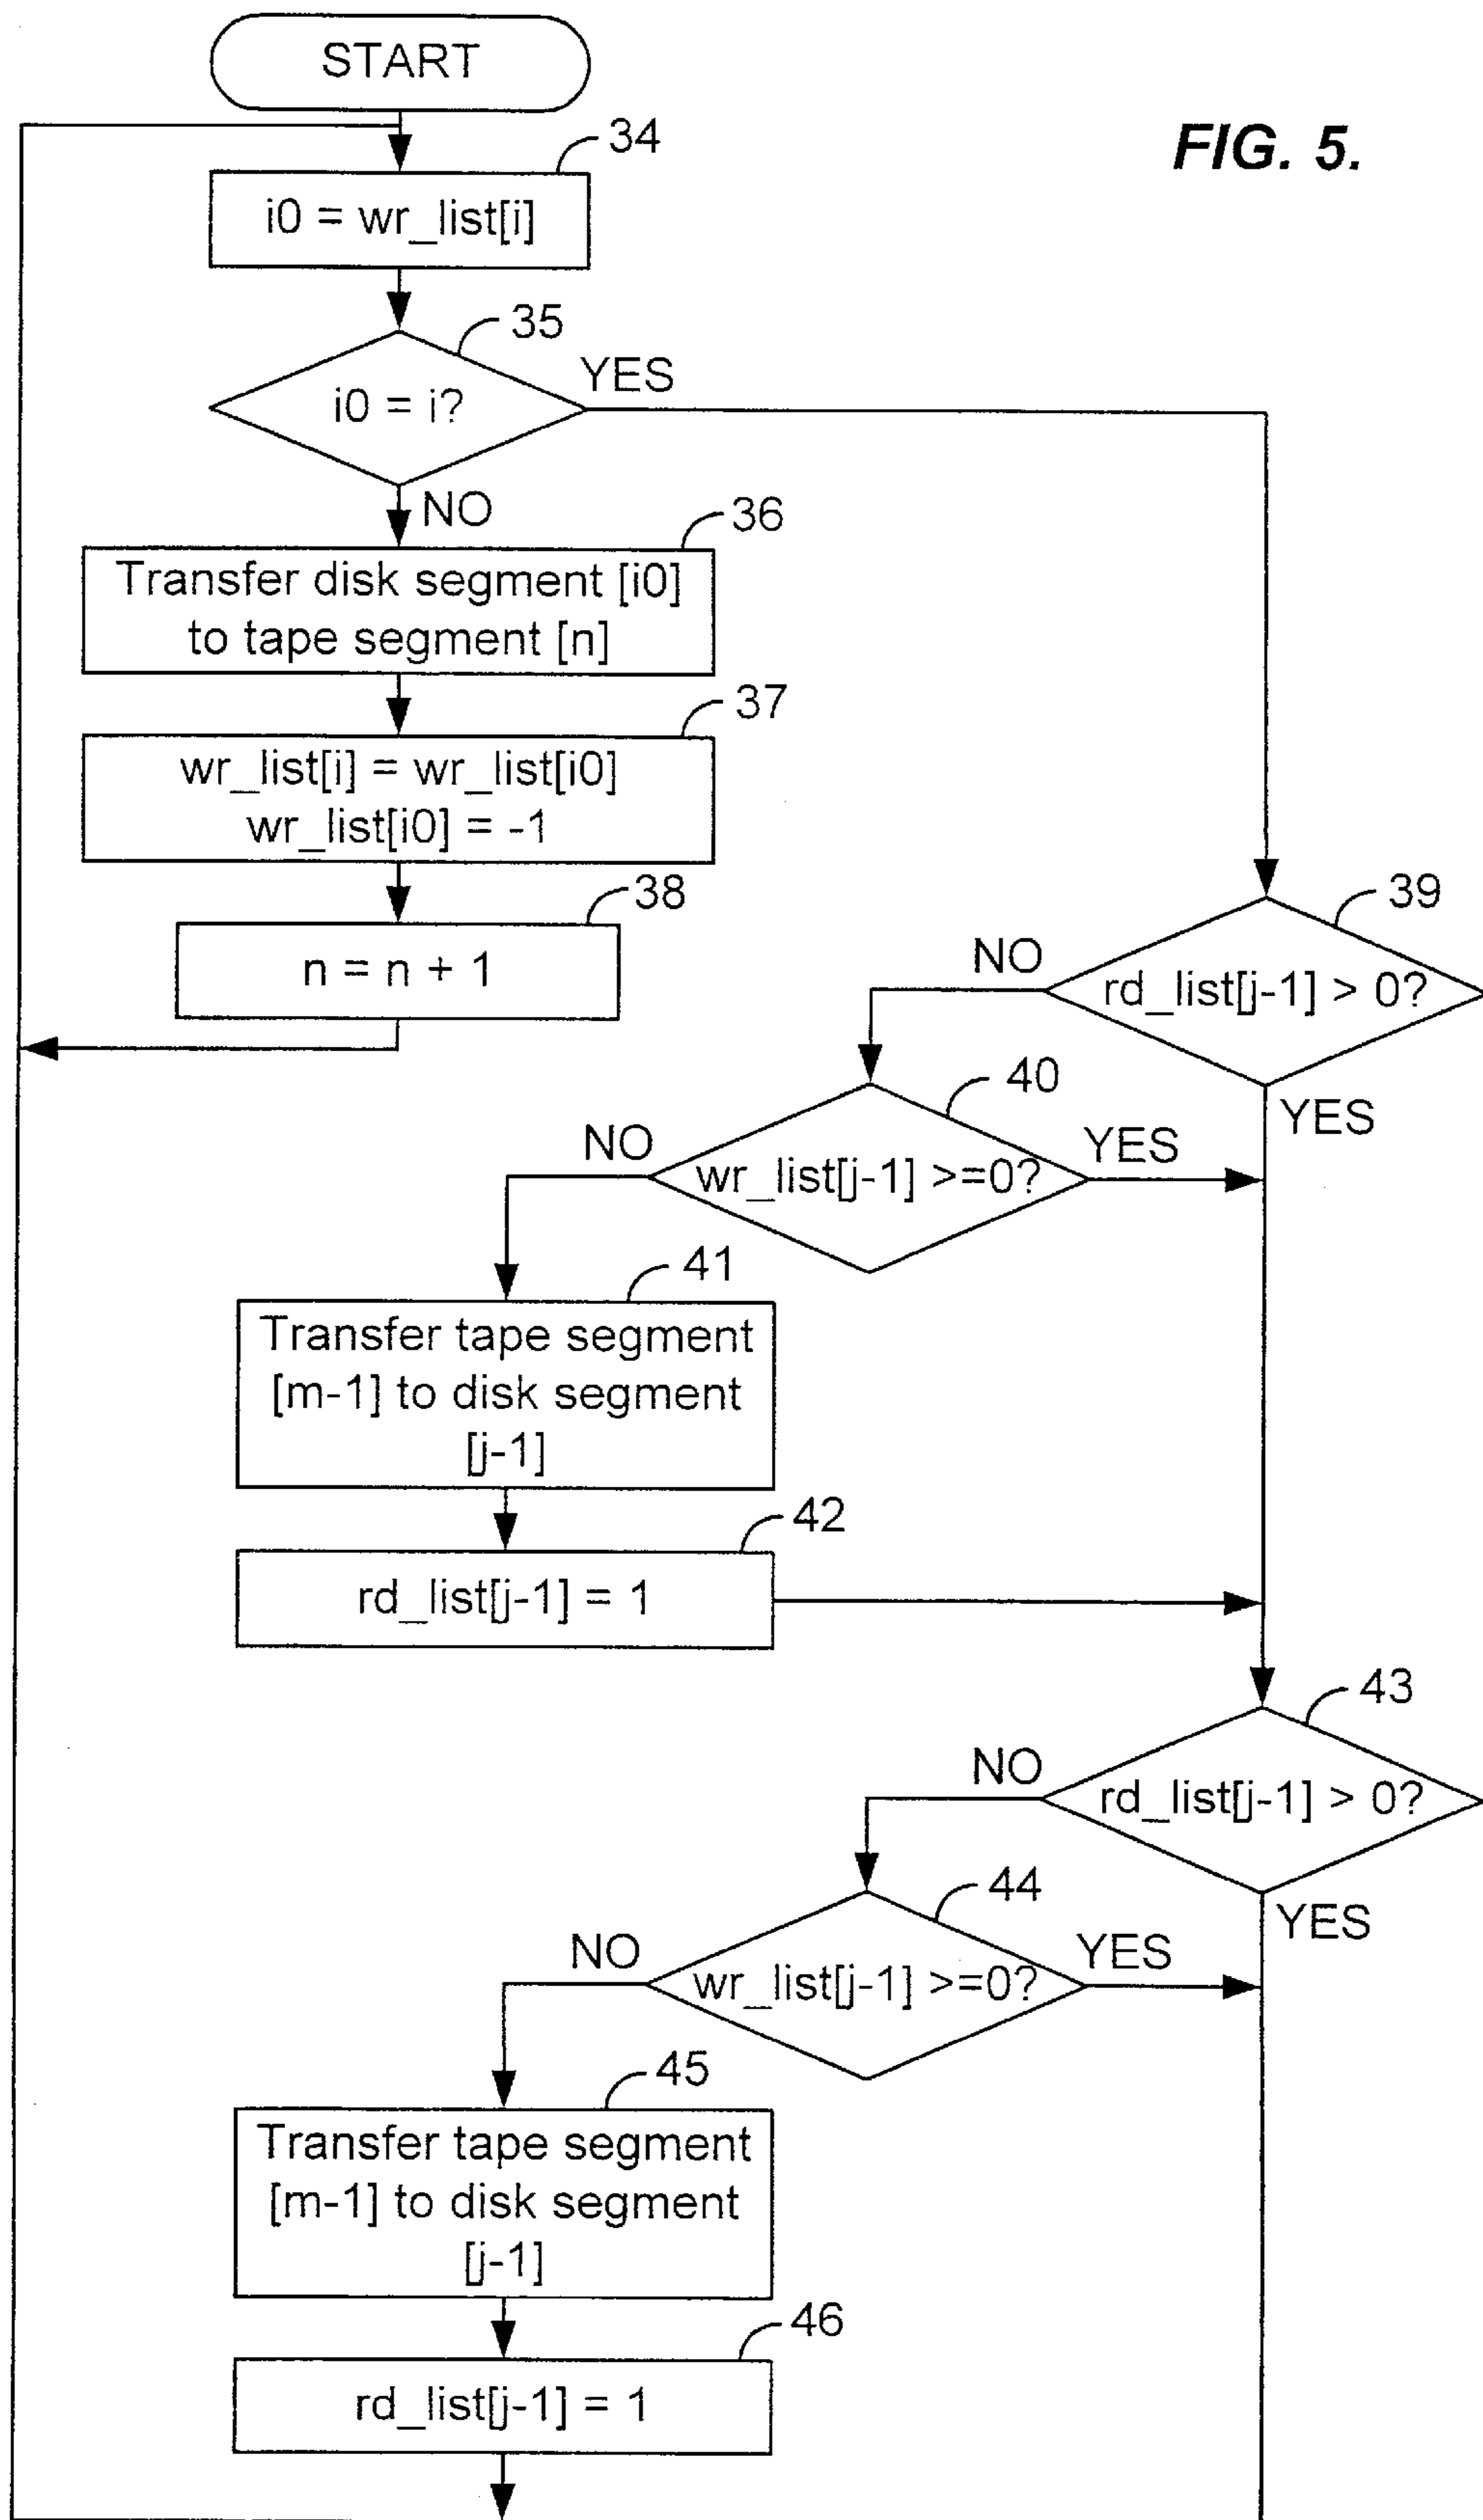 START
FIG. 5.
34
i0 = wr_list[i]
35
YES
i0 = i?
NO
36
Transfer disk segment [i0]
to tape segment [n]
37
wr_list[i] = wr_list[i0]
wr_list[i0] = -1
38
n = n + 1
39
NO
rd_list[j-1] > 0?
YES
40
NO
YES
wr_list[j-1] >=0?
41
Transfer tape segment
[m-1] to disk segment
[j-1]
42
rd_list[j-1] = 1
43
NO
rd_list[j-1] > 0?
YES
44
NO
YES
wr_list[j-1] >=0?
45
Transfer tape segment
[m-1] to disk segment
[j-1]
46
rd_list[j-1] = 1